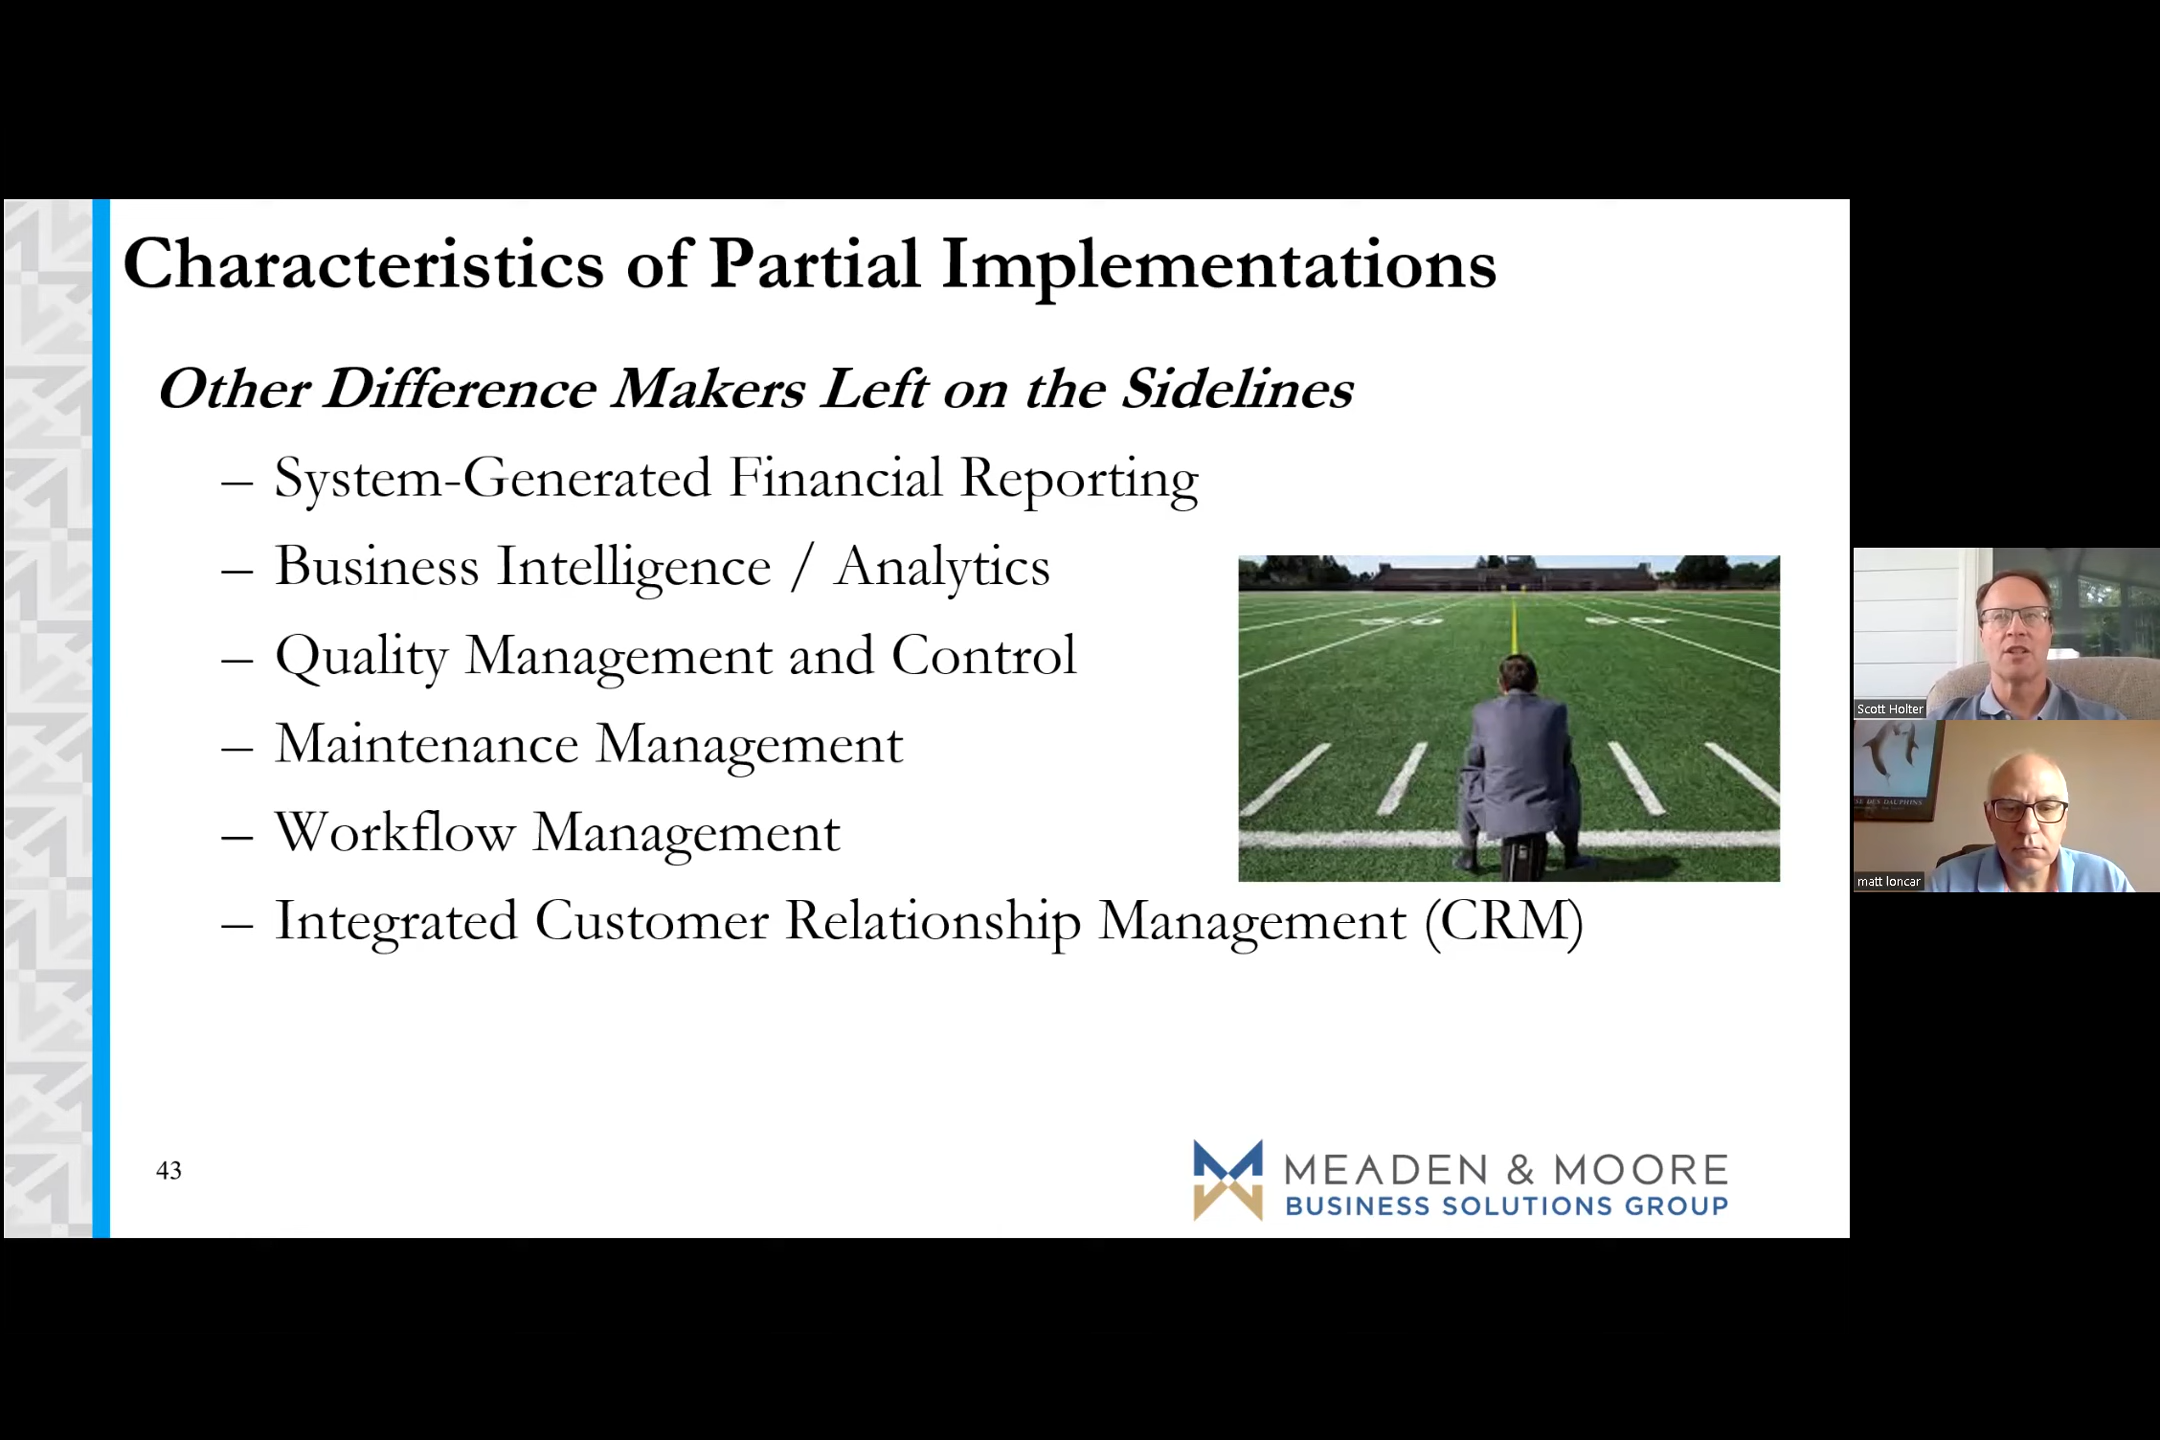 Characteristics of Partial Implementations
Other Difference Makers Left on the Sidelines
– System-Generated Financial Reporting
– Business Intelligence / Analytics
– Quality Management and Control
– Maintenance Management
– Workflow Management
– Integrated Customer Relationship Management (CRM)
43
MEADEN & MOORE
BUSINESS SOLUTIONS GROUP
Scott Holter
DES DAUPHINS
matt loncar